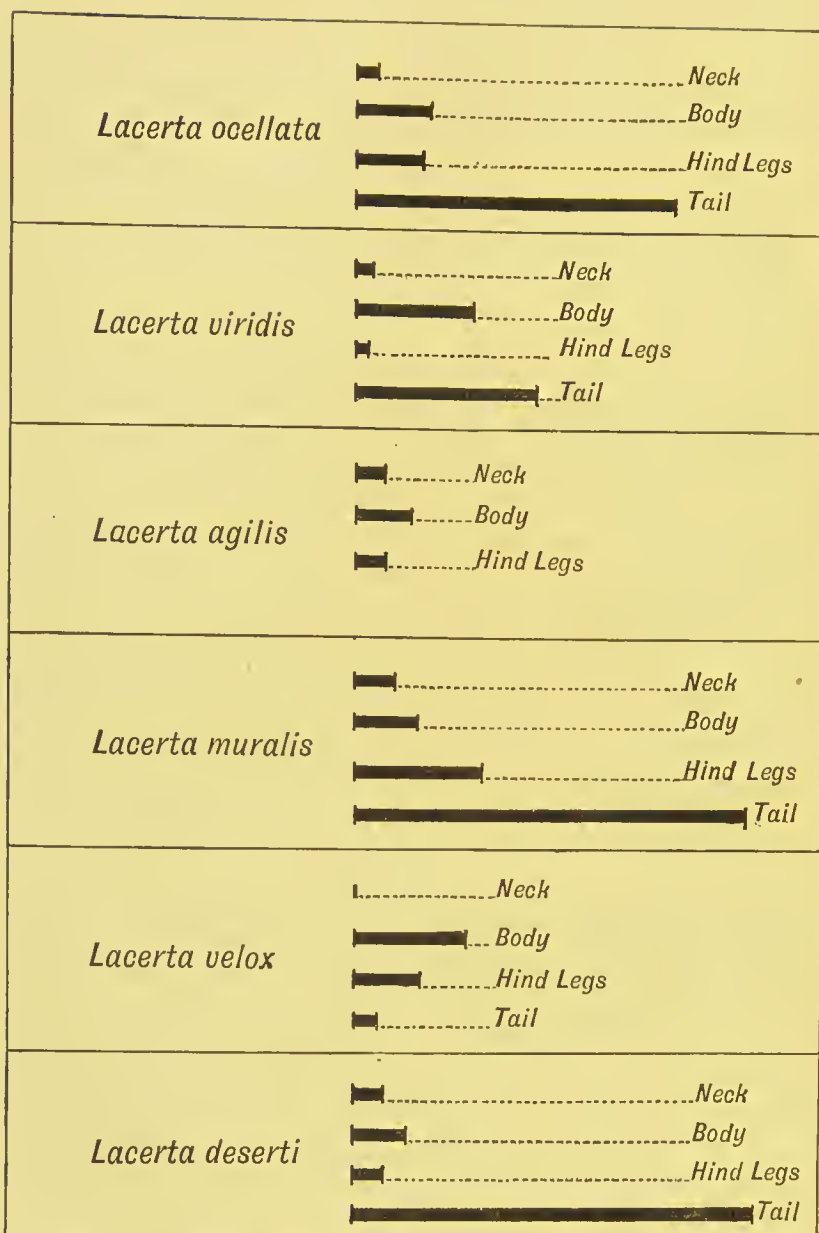 Lacerta ocellata
Neck
Body
Hind Legs
Tail
Lacerta viridis
Neck
Body
Hind Legs
Tail
Lacerta agilis
Neck
Body
Hind Legs
Lacerta muralis
Neck
Body
Hind Legs
Tail
Lacerta velox
Neck
Body
Hind Legs
Tail
Lacerta deserti
Neck
Body
Hind Legs
Tail